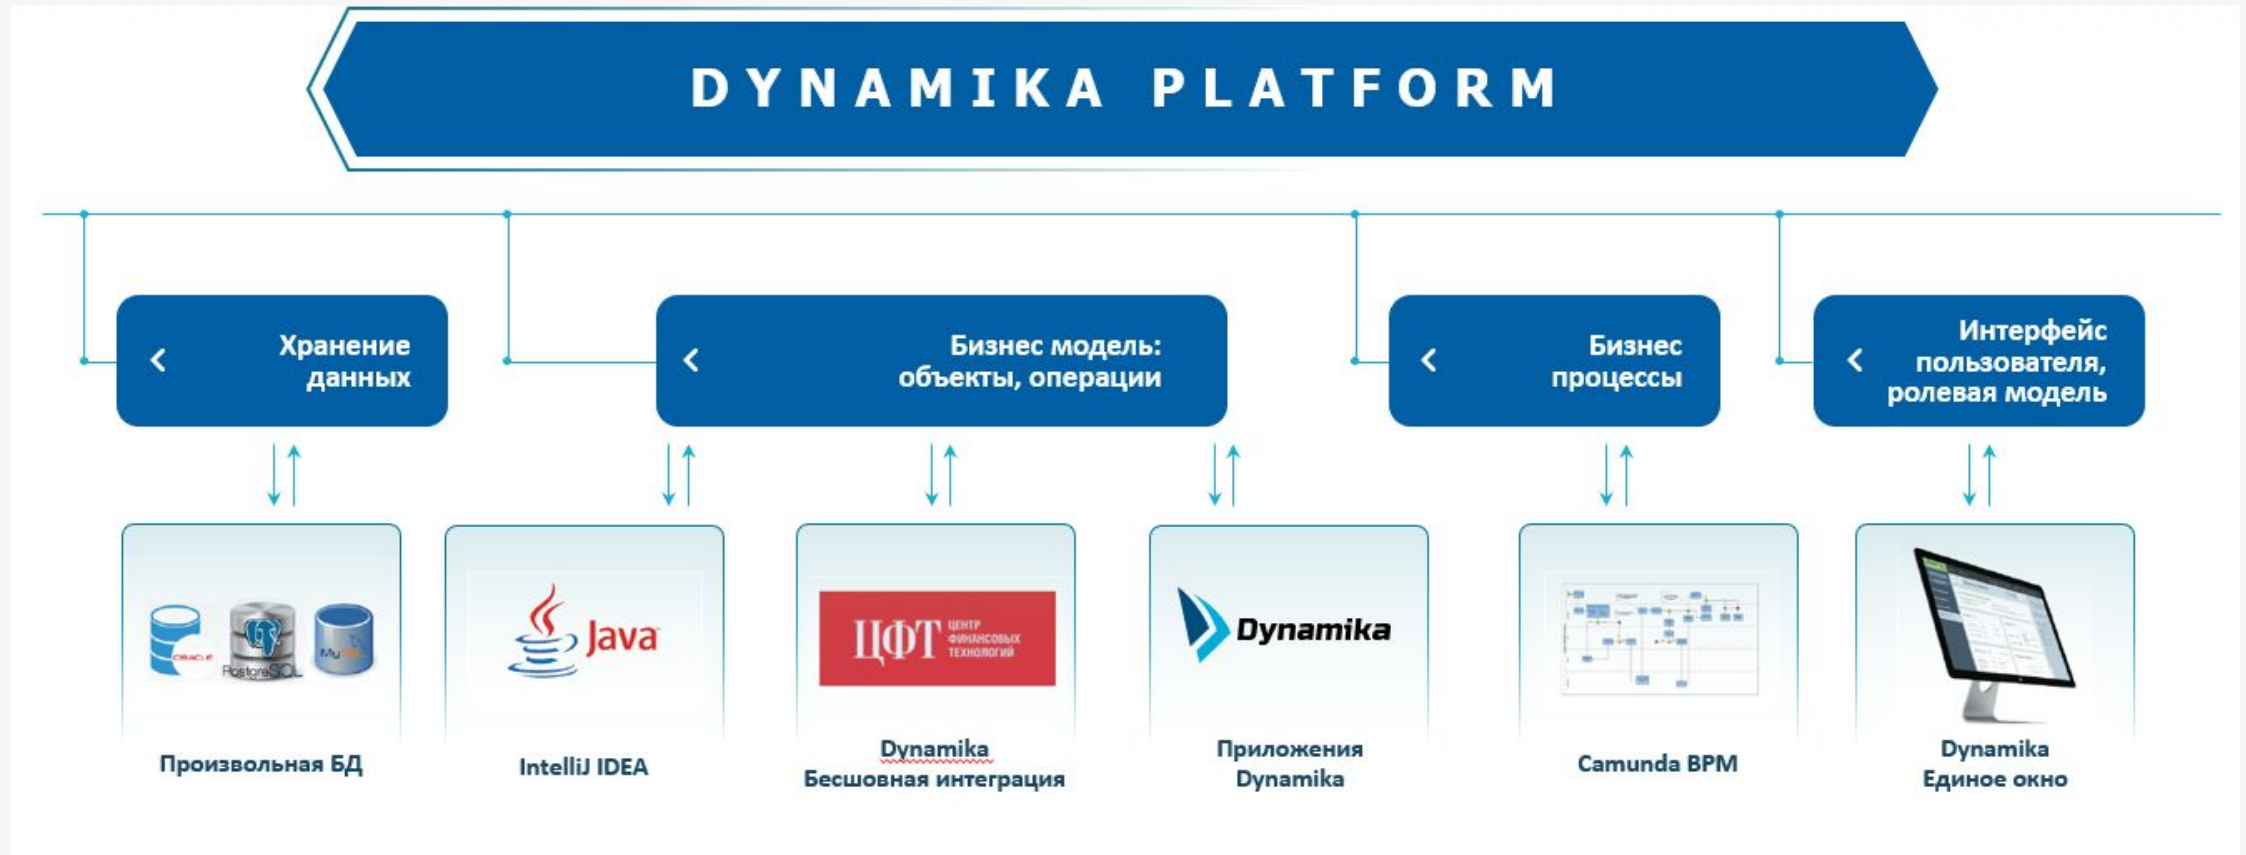 DYNAMIKA PLATFORM
Хранение
данных
Бизнес модель:
объекты, операции
Бизнес
процессы
Интерфейс
пользователя,
ролевая модель
ORACLE
PostgreSQL
MySQL
Java
ЦФТ
ЦЕНТР
ФИНАНСОВЫХ
ТЕХНОЛОГИЙ
Dynamika
Произвольная БД
IntelliJ IDEA
Dynamika
Бесшовная интеграция
Приложения
Dynamika
Camunda BPM
Dynamika
Единое окно